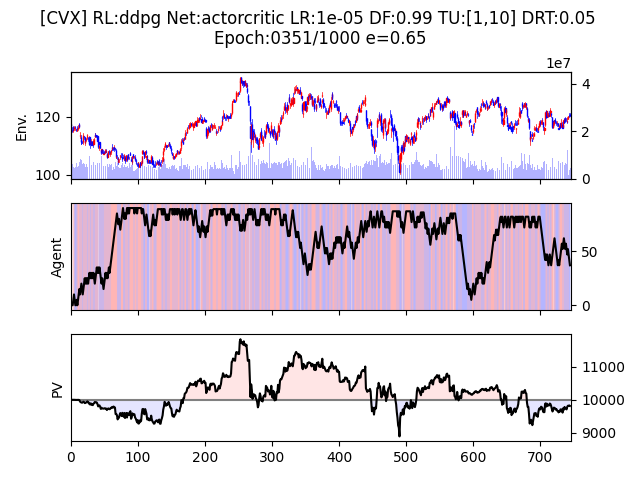 [CVX] RL:ddpg Net:actorcritic LR:1e-05 DF:0.99 TU:[1,10] DRT:0.05
Epoch:0351/1000 e=0.65
1e7
Env.
120
100
4
2
0
Agent
50
0
PV
11000
10000
9000
0 100 200 300 400 500 600 700